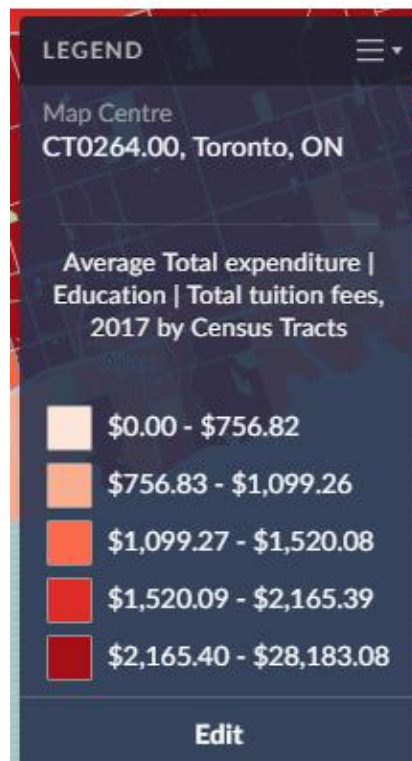 LEGEND
Map Centre
CT0264.00, Toronto, ON
Average Total expenditure |
Education | Total tuition fees,
2017 by Census Tracts
$0.00 - $756.82
$756.83 - $1,099.26
$1,099.27 - $1,520.08
$1,520.09 - $2,165.39
$2,165.40 - $28,183.08
Edit